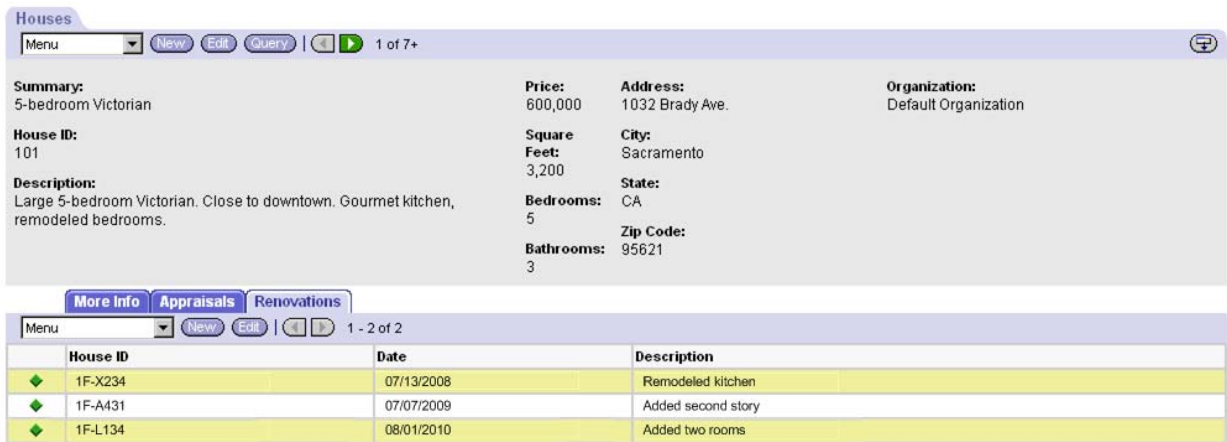 Houses
Menu New Edit Query | 1 of 7+
Summary:
5-bedroom Victorian
House ID:
101
Description:
Large 5-bedroom Victorian. Close to downtown. Gourmet kitchen,
remodeled bedrooms.
Price:
600,000
Square
Feet:
3,200
Bedrooms:
5
Bathrooms:
3
Address:
1032 Brady Ave.
City:
Sacramento
State:
CA
Zip Code:
95621
Organization:
Default Organization
More Info Appraisals Renovations
Menu New Edit | 1 - 2 of 2
House ID Date Description
1F-X234 07/13/2008 Remodeled kitchen
1F-A431 07/07/2009 Added second story
1F-L134 08/01/2010 Added two rooms